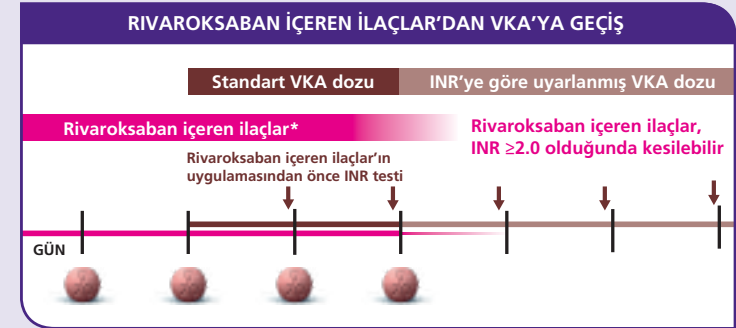 RIVAROKSABAN İÇEREN İLAÇLAR’DAN VKA’YA GEÇİŞ
Standart VKA dozu
INR’ye göre uyarlanmış VKA dozu
Rivaroksaban içeren ilaçlar*
Rivaroksaban içeren ilaçlar,
INR ≥2.0 olduğunda kesilebilir
Rivaroksaban içeren ilaçlar’ın
uygulamasından önce INR testi
GÜN